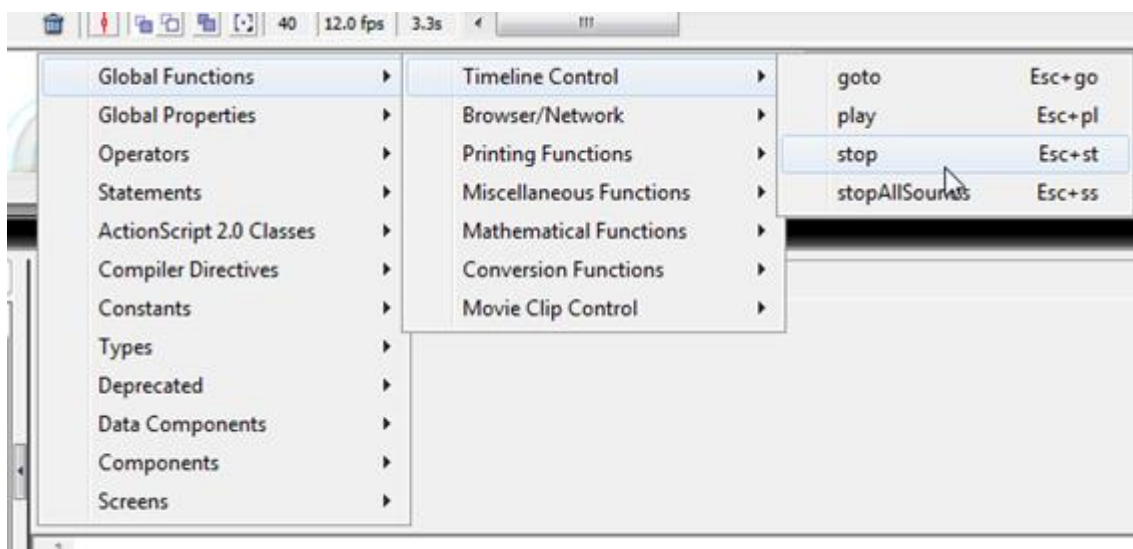 40 12.0 fps 3.3s
Global Functions
Global Properties
Operators
Statements
ActionScript 2.0 Classes
Compiler Directives
Constants
Types
Deprecated
Data Components
Components
Screens
Timeline Control
Browser/Network
Printing Functions
Miscellaneous Functions
Mathematical Functions
Conversion Functions
Movie Clip Control
goto Esc+go
play Esc+pl
stop Esc+st
stopAllSounds Esc+ss